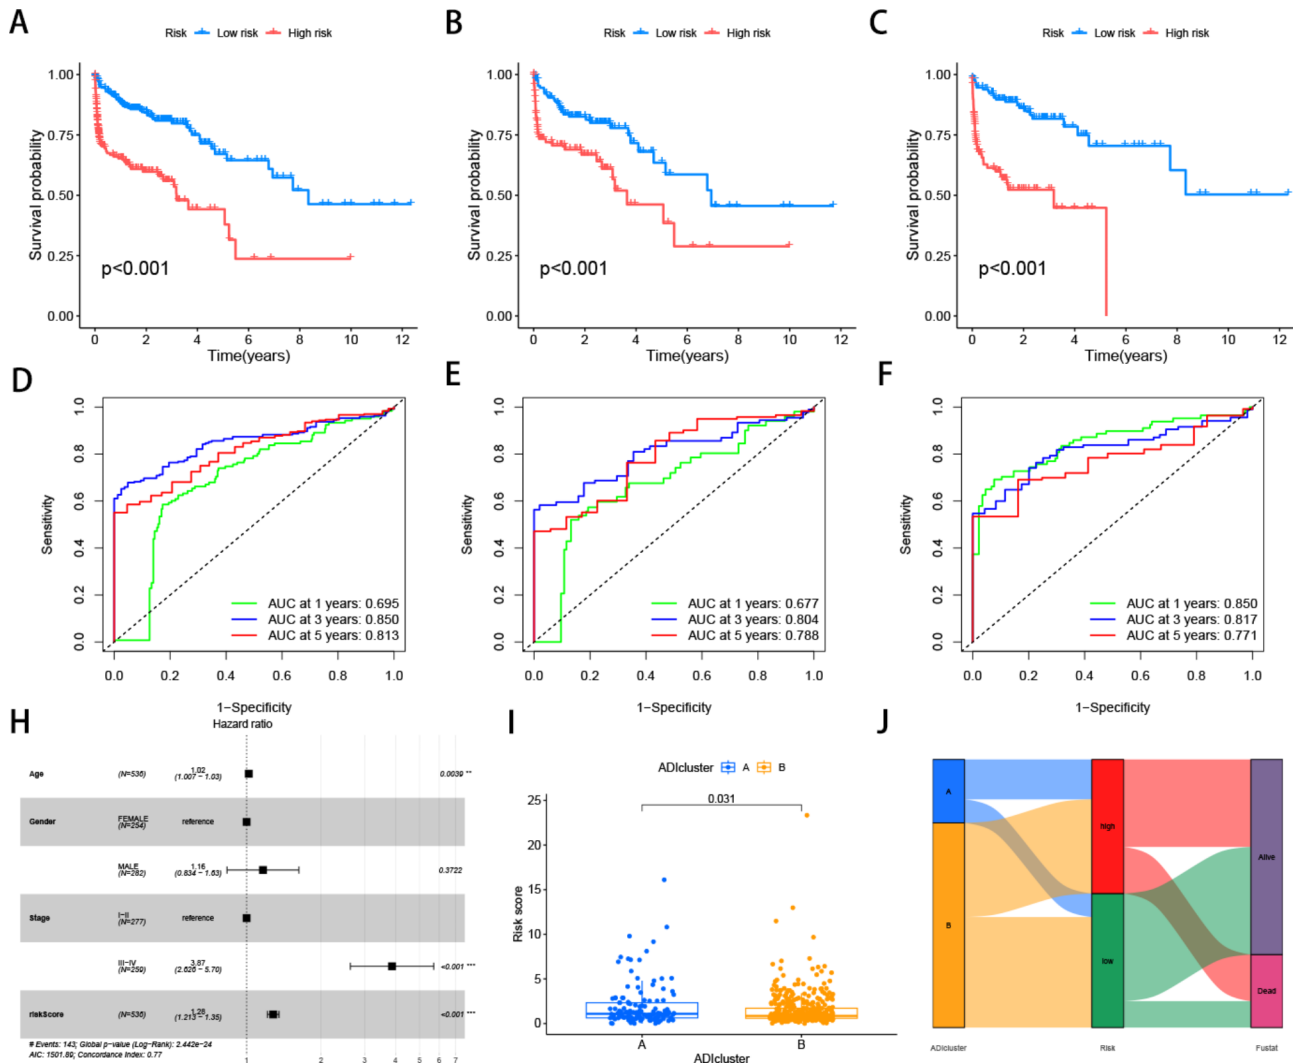 A
Risk Low risk High risk
Survival probability
1.00
0.75
0.50
0.25
0.00
p<0.001
0 2 4 6 8 10 12
Time(years)
B
Risk Low risk High risk
Survival probability
1.00
0.75
0.50
0.25
0.00
p<0.001
0 2 4 6 8 10 12
Time(years)
C
Risk Low risk High risk
Survival probability
1.00
0.75
0.50
0.25
0.00
p<0.001
0 2 4 6 8 10 12
Time(years)
D
Sensitivity
1.0
0.8
0.6
0.4
0.2
0.0
AUC at 1 years: 0.695
AUC at 3 years: 0.850
AUC at 5 years: 0.813
0.0 0.2 0.4 0.6 0.8 1.0
1−Specificity
E
Sensitivity
1.0
0.8
0.6
0.4
0.2
0.0
AUC at 1 years: 0.677
AUC at 3 years: 0.804
AUC at 5 years: 0.788
0.0 0.2 0.4 0.6 0.8 1.0
1−Specificity
F
Sensitivity
1.0
0.8
0.6
0.4
0.2
0.0
AUC at 1 years: 0.850
AUC at 3 years: 0.817
AUC at 5 years: 0.771
0.0 0.2 0.4 0.6 0.8 1.0
1−Specificity
H
Hazard ratio
Age (N=536) 1.02 (1.007 − 1.03) 0.0039 **
Gender FEMALE (N=254) reference
MALE (N=282) 1.16 (0.834 − 1.63) 0.3722
Stage I−II (N=277) reference
III−IV (N=259) 3.87 (2.626 − 5.70) <0.001 ***
riskScore (N=536) 1.28 (1.213 − 1.35) <0.001 ***
# Events: 143; Global p−value (Log−Rank): 2.442e−24
AIC: 1501.89; Concordance Index: 0.77
1 2 3 4 5 6 7
I
ADIcluster A B
Risk score
25
20
15
10
5
0
0.031
A B
ADIcluster
J
A
B
high
low
Alive
Dead
ADIcluster Risk Fustat